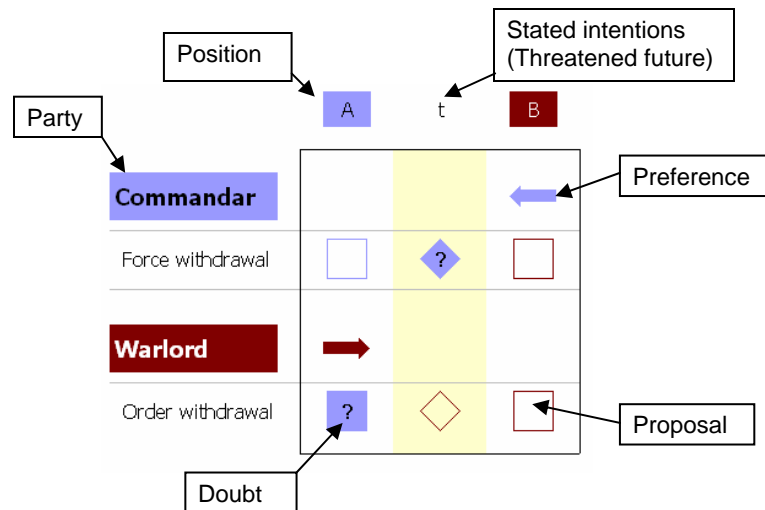 Stated intentions
(Threatened future)
Position
Party
A t B
Preference
Commandar
Force withdrawal ?
Warlord
Order withdrawal ?
Proposal
Doubt